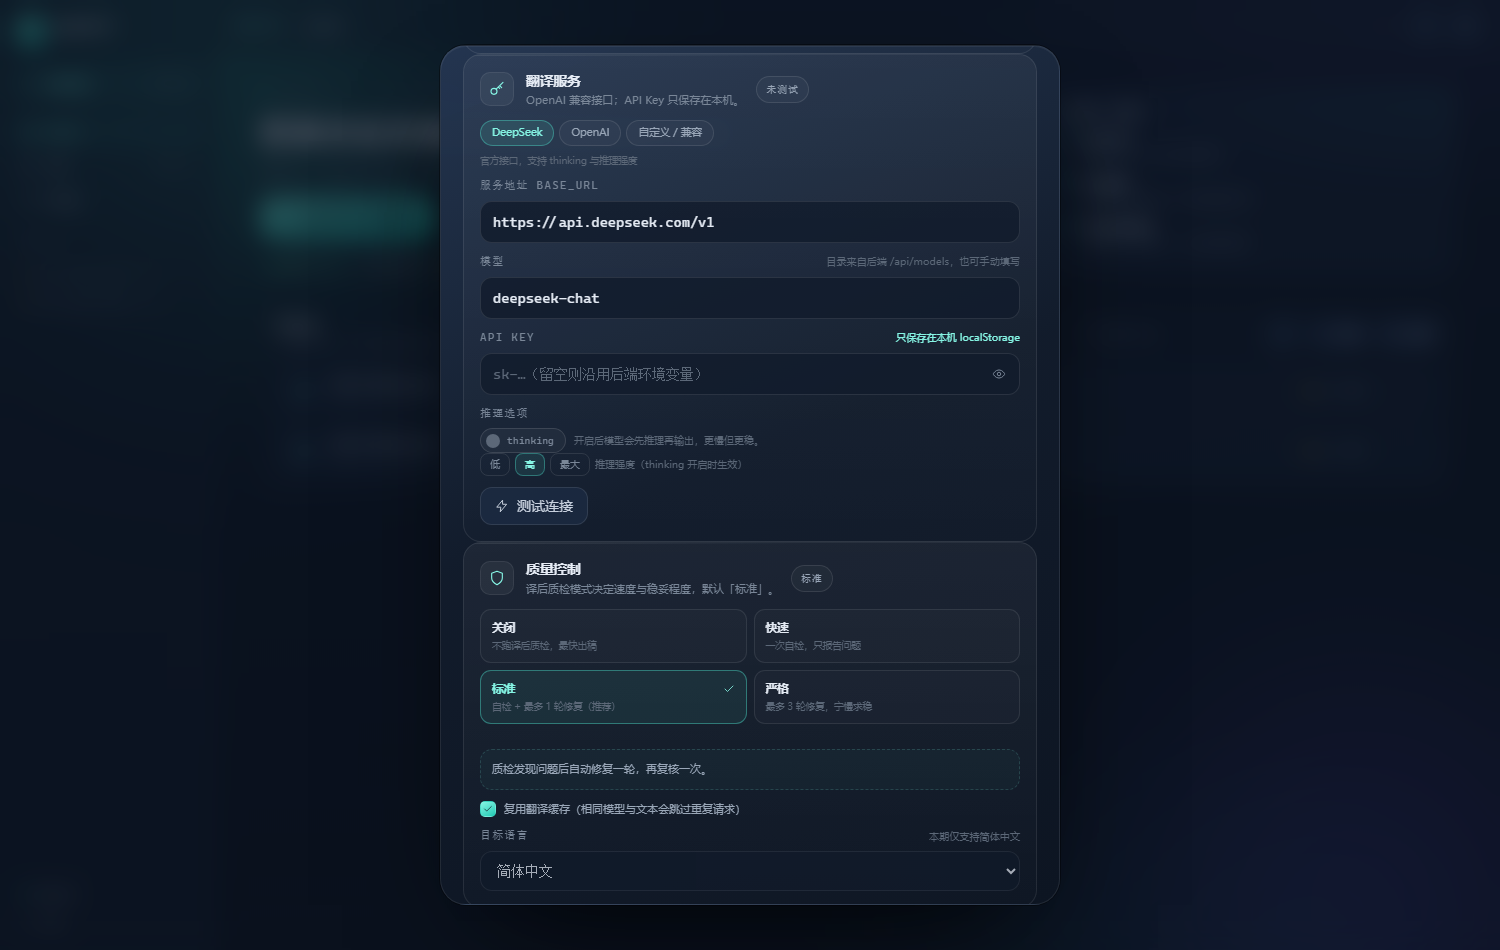 翻译服务
OpenAI 兼容接口；API Key 只保存在本机。
未测试
DeepSeek
OpenAI
自定义 / 兼容
官方接口，支持 thinking 与推理强度
服务地址 BASE_URL
https://api.deepseek.com/v1
模型
目录来自后端 /api/models，也可手动填写
deepseek-chat
API KEY
只保存在本机 localStorage
sk-…（留空则沿用后端环境变量）
推理选项
thinking
开启后模型会先推理再输出，更慢但更稳。
低
高
最大
推理强度（thinking 开启时生效）
测试连接
质量控制
译后质检模式决定速度与稳妥程度，默认「标准」。
标准
关闭
不跑译后质检，最快出稿
快速
一次自检，只报告问题
标准
自检 + 最多 1 轮修复（推荐）
严格
最多 3 轮修复，宁慢求稳
质检发现问题后自动修复一轮，再复核一次。
复用翻译缓存（相同模型与文本会跳过重复请求）
目标语言
本期仅支持简体中文
简体中文